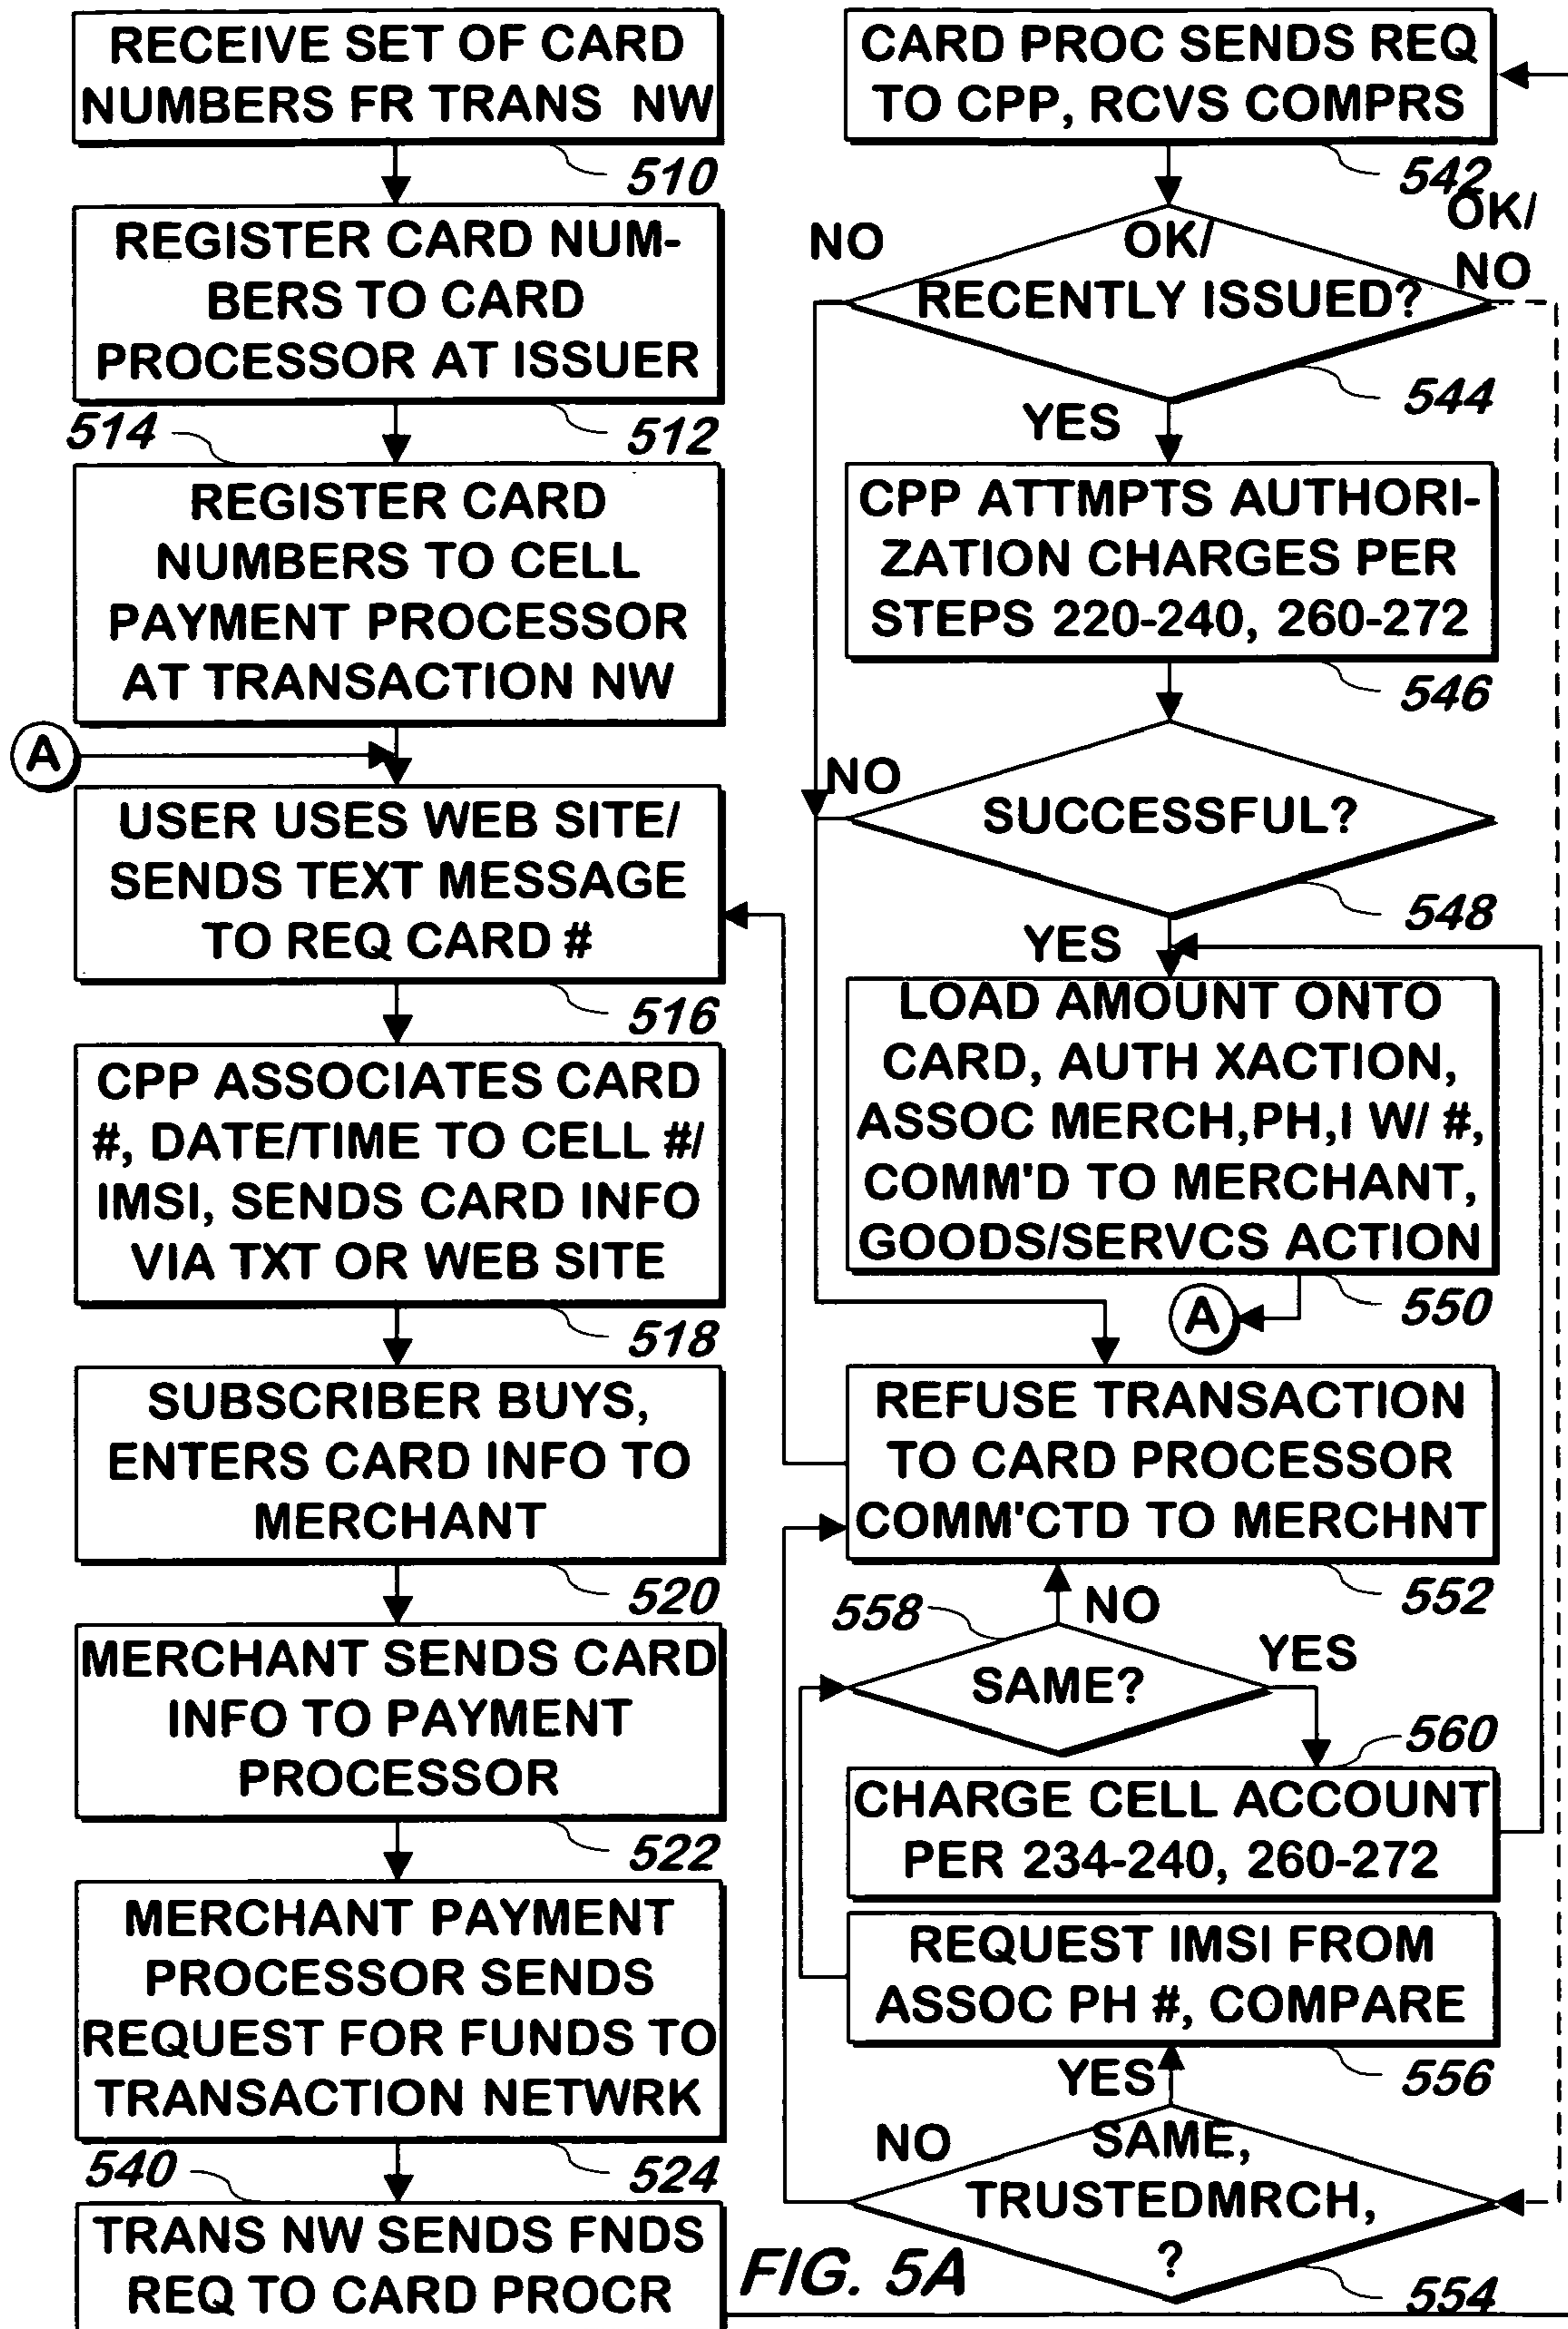 RECEIVE SET OF CARD
NUMBERS FR TRANS NW
510
REGISTER CARD NUM-
BERS TO CARD
PROCESSOR AT ISSUER
512
514
REGISTER CARD
NUMBERS TO CELL
PAYMENT PROCESSOR
AT TRANSACTION NW
A
USER USES WEB SITE/
SENDS TEXT MESSAGE
TO REQ CARD #
516
CPP ASSOCIATES CARD
#, DATE/TIME TO CELL #/
IMSI, SENDS CARD INFO
VIA TXT OR WEB SITE
518
SUBSCRIBER BUYS,
ENTERS CARD INFO TO
MERCHANT
520
MERCHANT SENDS CARD
INFO TO PAYMENT
PROCESSOR
522
MERCHANT PAYMENT
PROCESSOR SENDS
REQUEST FOR FUNDS TO
TRANSACTION NETWRK
524
540
TRANS NW SENDS FNDS
REQ TO CARD PROCR
CARD PROC SENDS REQ
TO CPP, RCVS COMPRS
542
NO
OK/
RECENTLY ISSUED?
OK/
NO
544
YES
CPP ATTMPTS AUTHORI-
ZATION CHARGES PER
STEPS 220-240, 260-272
546
NO
SUCCESSFUL?
548
YES
LOAD AMOUNT ONTO
CARD, AUTH XACTION,
ASSOC MERCH,PH,I W/ #,
COMM'D TO MERCHANT,
GOODS/SERVCS ACTION
550
A
REFUSE TRANSACTION
TO CARD PROCESSOR
COMM'CTD TO MERCHNT
552
558
NO
SAME?
YES
560
CHARGE CELL ACCOUNT
PER 234-240, 260-272
REQUEST IMSI FROM
ASSOC PH #, COMPARE
556
YES
NO
SAME,
TRUSTEDMRCH,
?
554
FIG. 5A